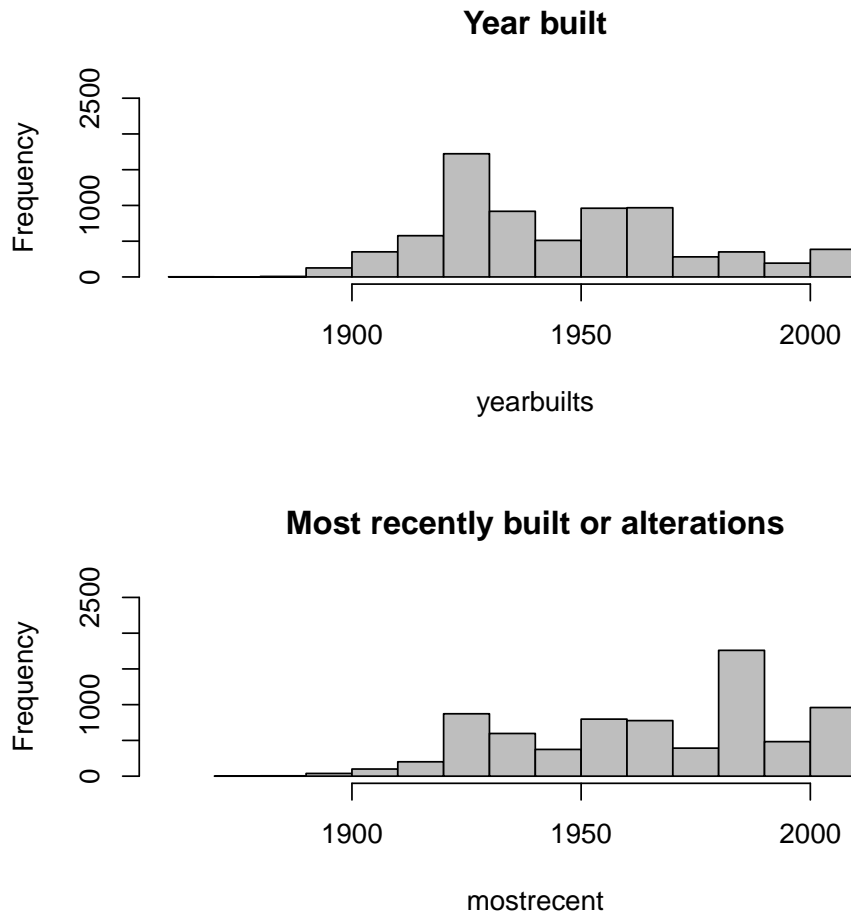 Year built
Frequency
2500
1000
0
1900 1950 2000
yearbuilts
Most recently built or alterations
Frequency
2500
1000
0
1900 1950 2000
mostrecent